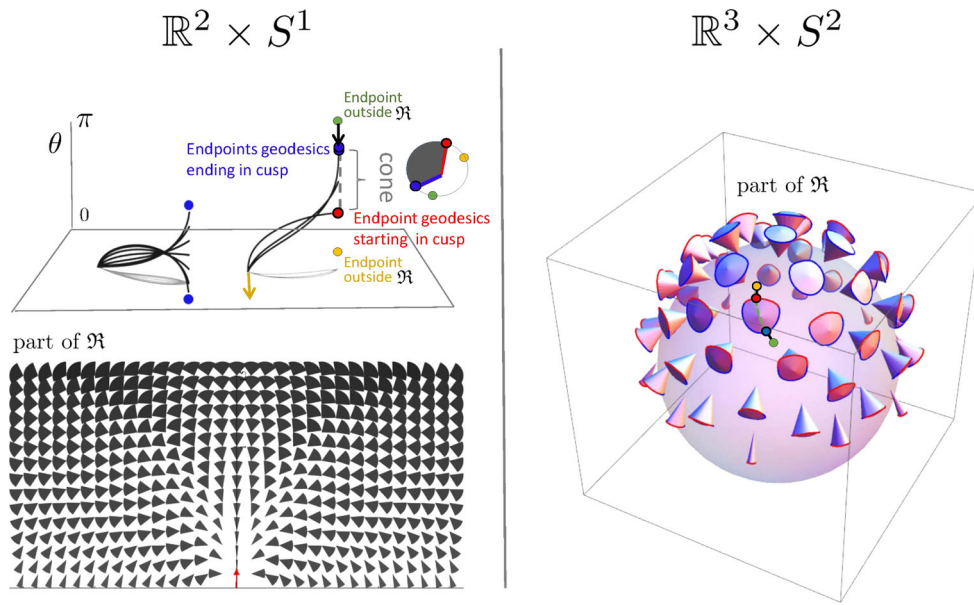 ℝ² × S¹
ℝ³ × S²
π
θ
0
Endpoint
outside ℜ
Endpoints geodesics
ending in cusp
cone
Endpoint geodesics
starting in cusp
Endpoint
outside ℜ
part of ℜ
part of ℜ